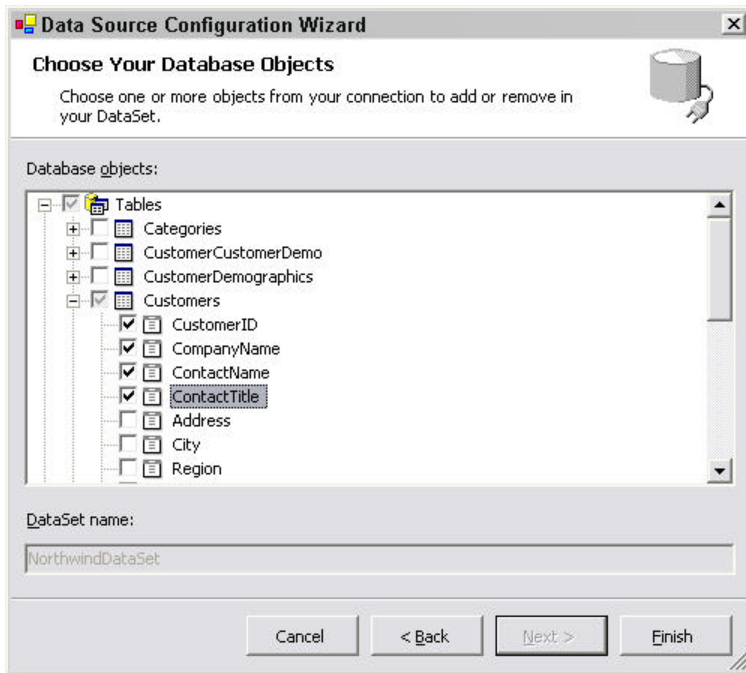 Data Source Configuration Wizard
Choose Your Database Objects
Choose one or more objects from your connection to add or remove in
your DataSet.
Database objects:
Tables
Categories
CustomerCustomerDemo
CustomerDemographics
Customers
CustomerID
CompanyName
ContactName
ContactTitle
Address
City
Region
DataSet name:
NorthwindDataSet
Cancel
< Back
Next >
Finish